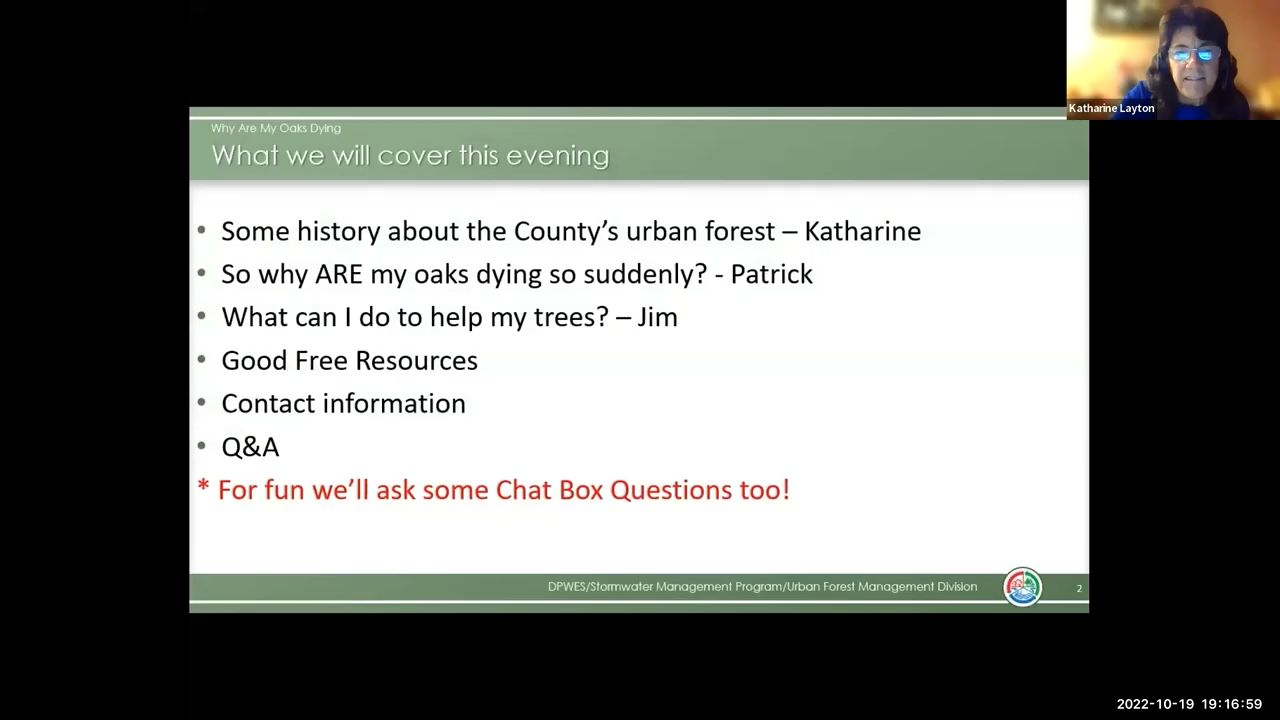 Katharine Layton
Why Are My Oaks Dying
What we will cover this evening
• Some history about the County’s urban forest – Katharine
• So why ARE my oaks dying so suddenly? - Patrick
• What can I do to help my trees? – Jim
• Good Free Resources
• Contact information
• Q&A
* For fun we’ll ask some Chat Box Questions too!
DPWES/Stormwater Management Program/Urban Forest Management Division
2
2022-10-19 19:16:59